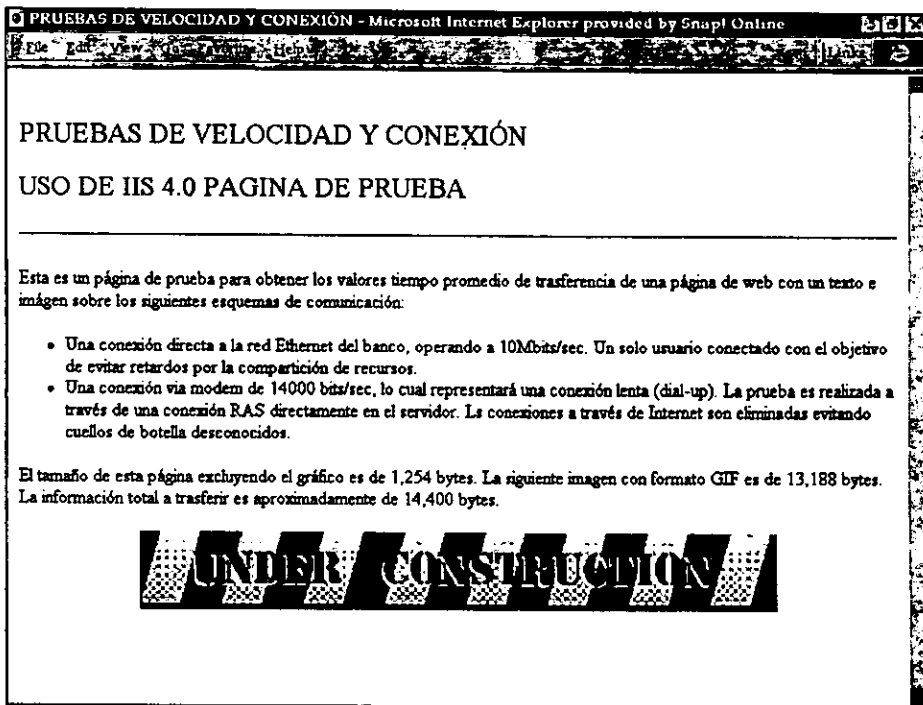 PRUEBAS DE VELOCIDAD Y CONEXIÓN - Microsoft Internet Explorer provided by Snap! Online
File Edit View Go Favorites Help Links
PRUEBAS DE VELOCIDAD Y CONEXIÓN
USO DE IIS 4.0 PAGINA DE PRUEBA
Esta es un página de prueba para obtener los valores tiempo promedio de trasferencia de una página de web con un texto e
imágen sobre los siguientes esquemas de comunicación:
• Una conexión directa a la red Ethernet del banco, operando a 10Mbits/sec. Un solo usuario conectado con el objetivo
de evitar retardos por la compartición de recursos.
• Una conexión via modem de 14000 bits/sec, lo cual representará una conexión lenta (dial-up). La prueba es realizada a
través de una conexión RAS directamente en el servidor. Ls conexiones a través de Internet son eliminadas evitando
cuellos de botella desconocidos.
El tamaño de esta página excluyendo el gráfico es de 1,254 bytes. La siguiente imagen con formato GIF es de 13,188 bytes.
La información total a trasferir es aproximadamente de 14,400 bytes.
UNDER CONSTRUCTION